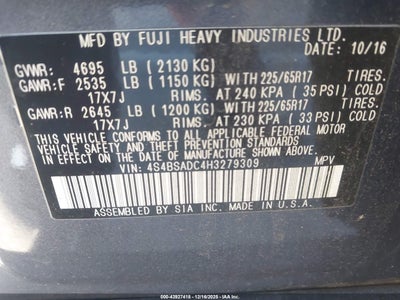 MFD. BY FUJI HEAVY INDUSTRIES LTD.
DATE: 10/16
GVWR: 4695 LB (2130 KG)
GAWR:F 2535 LB (1150 KG) WITH 225/65R17 TIRES.
17X7J RIMS. AT 240 KPA (35 PSI) COLD
GAWR:R 2645 LB (1200 KG) WITH 225/65R17 TIRES.
17X7J RIMS. AT 230 KPA (33 PSI) COLD
THIS VEHICLE CONFORMS TO ALL APPLICABLE FEDERAL MOTOR
VEHICLE SAFETY AND THEFT PREVENTION STANDARDS IN EFFECT
ON THE DATE OF MANUFACTURE SHOWN ABOVE.
VIN: 4S4BSADC4H3279309 MPV
ASSEMBLED BY SIA INC. MADE IN U.S.A.
© IAA 43927418 | 12/16/2025 |